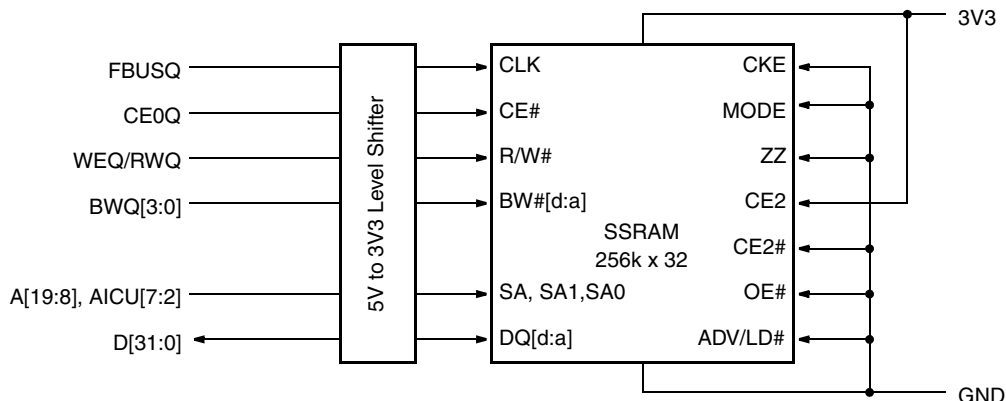 3V3
FBUSQ
CLK
CKE
CE0Q
CE#
MODE
WEQ/RWQ
R/W#
ZZ
BWQ[3:0]
BW#[d:a]
CE2
5V to 3V3 Level Shifter
SSRAM
256k x 32
CE2#
A[19:8], AICU[7:2]
SA, SA1,SA0
OE#
D[31:0]
DQ[d:a]
ADV/LD#
GND